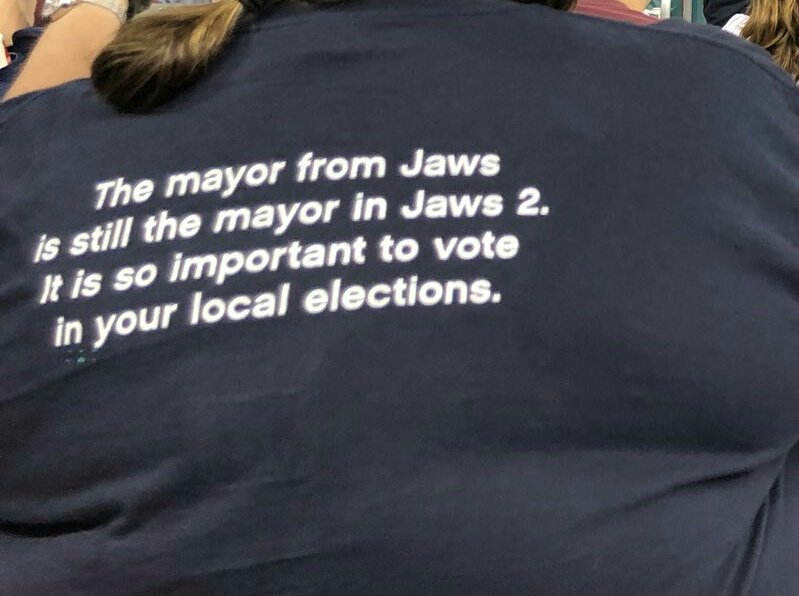 The mayor from Jaws
is still the mayor in Jaws 2.
It is so important to vote
in your local elections.